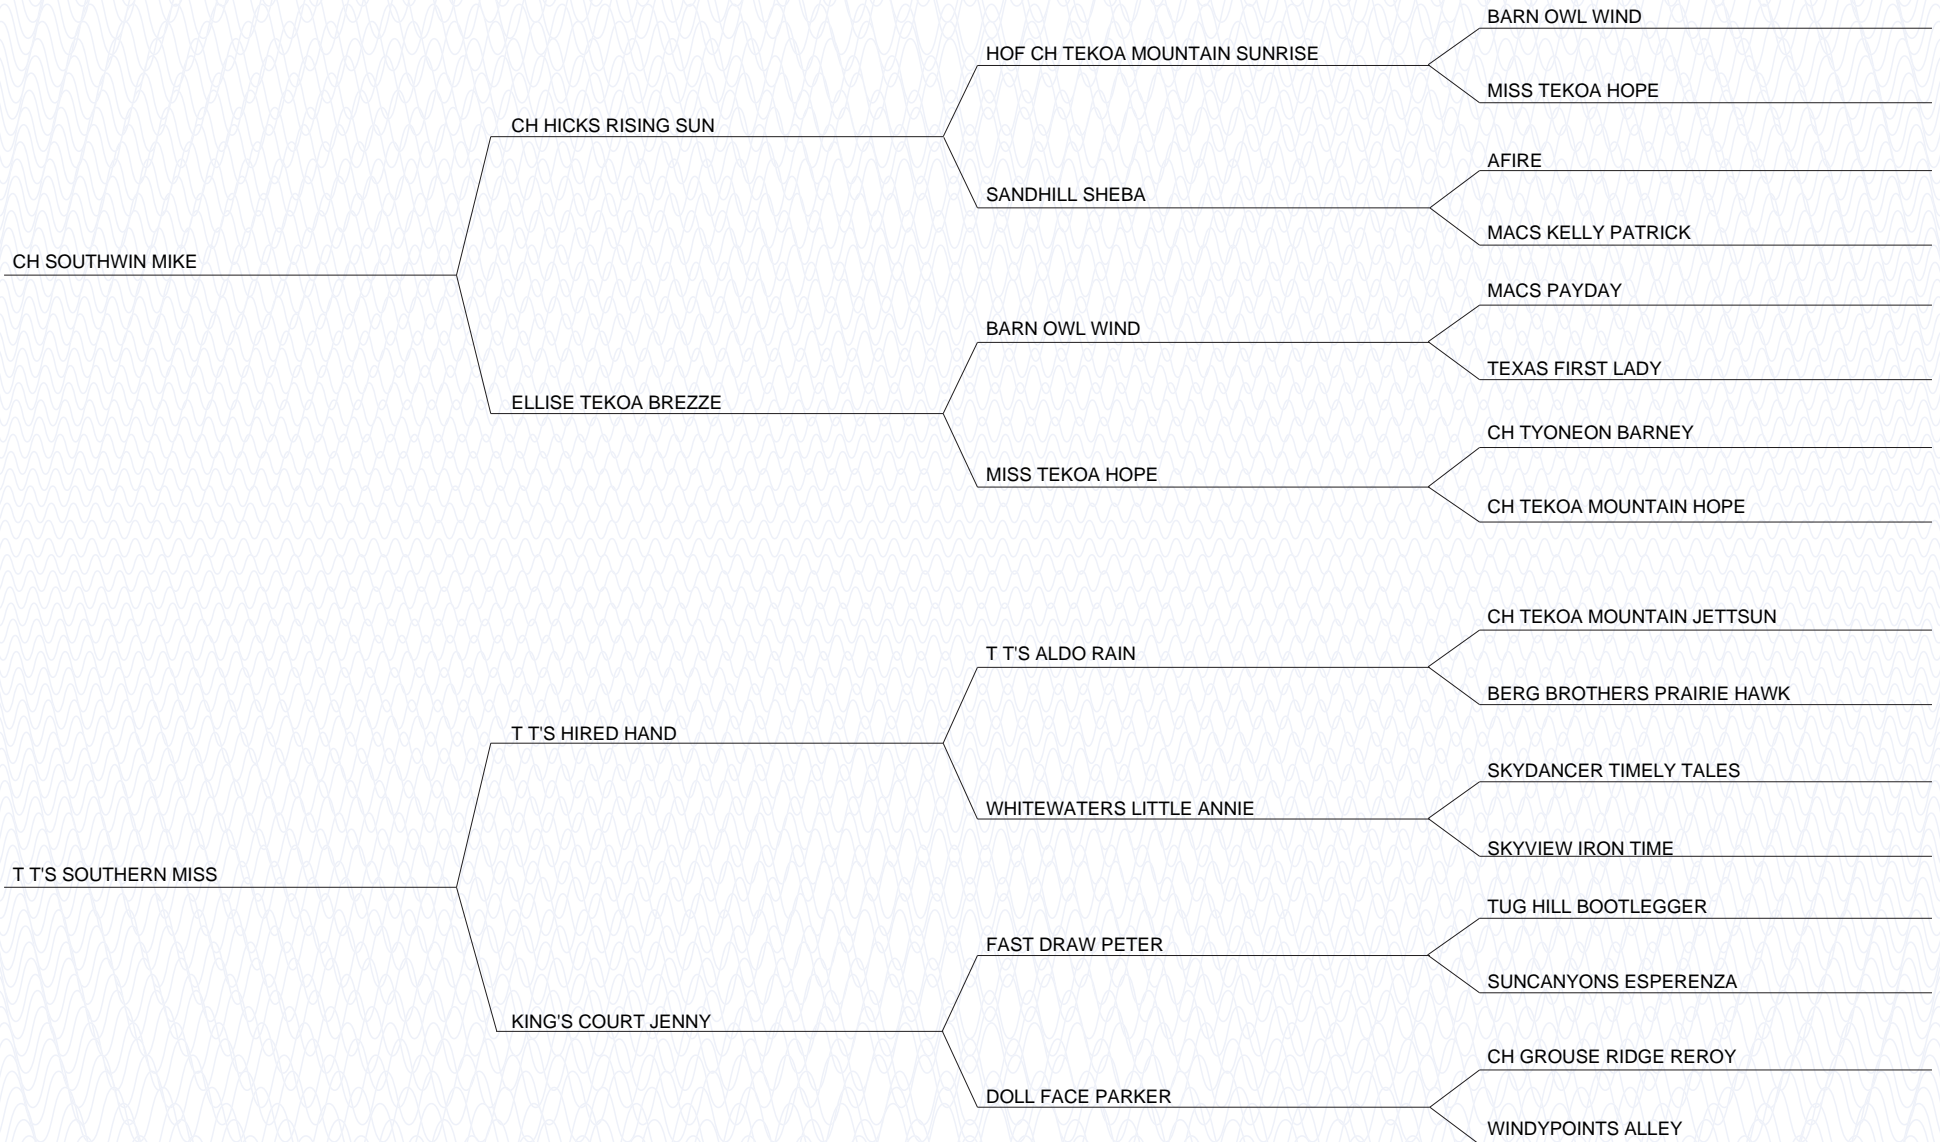 BARN OWL WIND
HOF CH TEKOA MOUNTAIN SUNRISE
MISS TEKOA HOPE
CH HICKS RISING SUN
AFIRE
SANDHILL SHEBA
MACS KELLY PATRICK
CH SOUTHWIN MIKE
MACS PAYDAY
BARN OWL WIND
TEXAS FIRST LADY
ELLISE TEKOA BREZZE
CH TYONEON BARNEY
MISS TEKOA HOPE
CH TEKOA MOUNTAIN HOPE
CH TEKOA MOUNTAIN JETTSUN
T T'S ALDO RAIN
BERG BROTHERS PRAIRIE HAWK
T T'S HIRED HAND
SKYDANCER TIMELY TALES
WHITEWATERS LITTLE ANNIE
SKYVIEW IRON TIME
T T'S SOUTHERN MISS
TUG HILL BOOTLEGGER
FAST DRAW PETER
SUNCANYONS ESPERENZA
KING'S COURT JENNY
CH GROUSE RIDGE REROY
DOLL FACE PARKER
WINDYPOINTS ALLEY